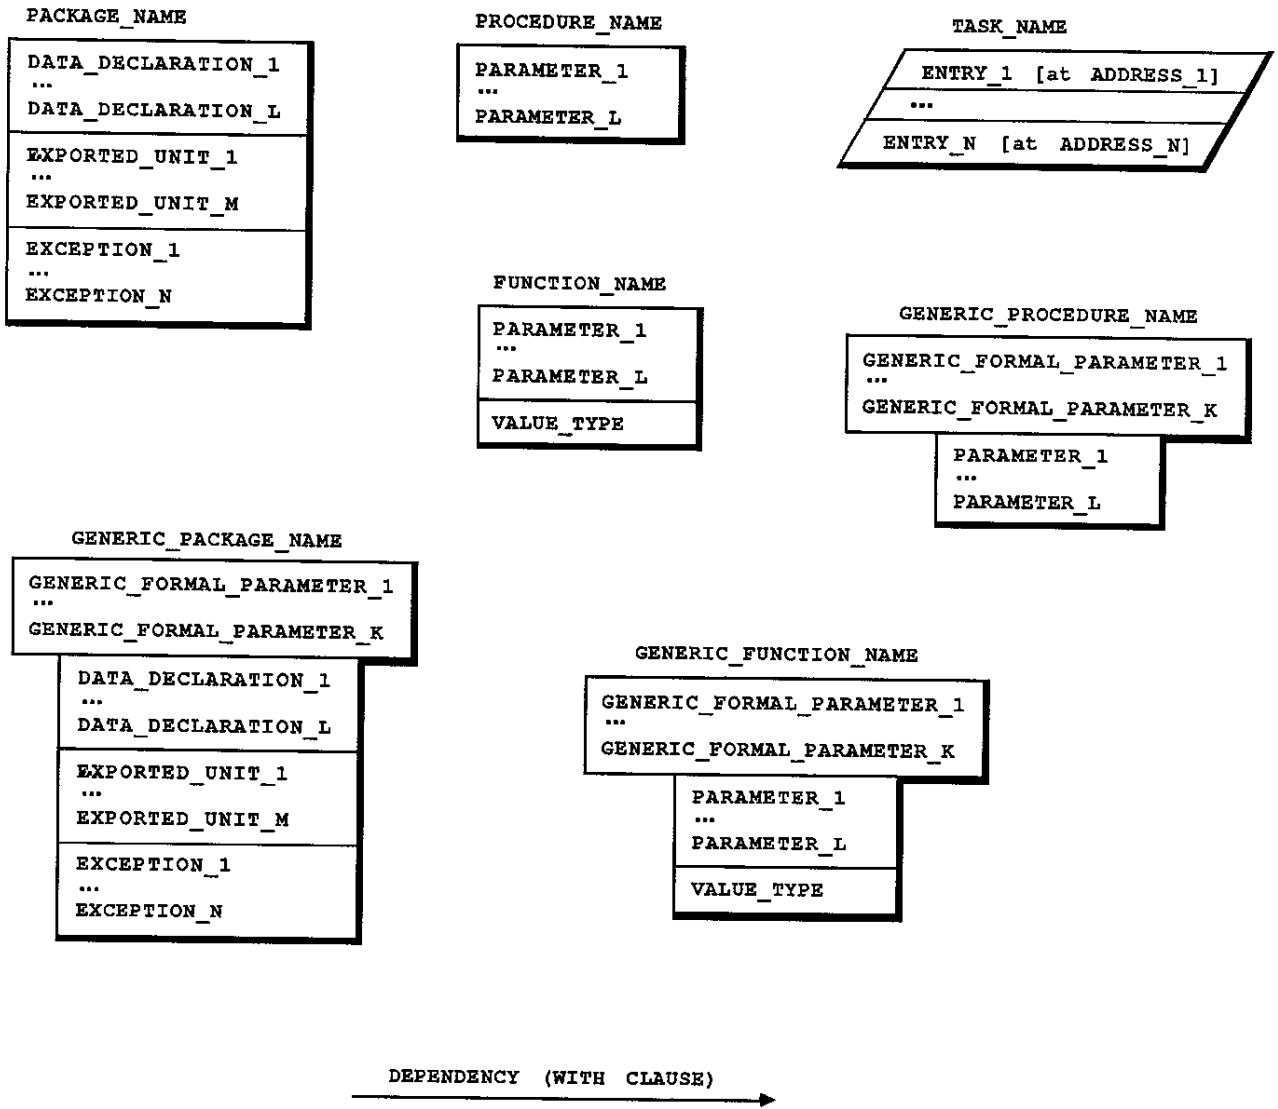 PACKAGE_NAME
DATA_DECLARATION_1
...
DATA_DECLARATION_L
EXPORTED_UNIT_1
...
EXPORTED_UNIT_M
EXCEPTION_1
...
EXCEPTION_N
PROCEDURE_NAME
PARAMETER_1
...
PARAMETER_L
TASK_NAME
ENTRY_1 [at ADDRESS_1]
...
ENTRY_N [at ADDRESS_N]
FUNCTION_NAME
PARAMETER_1
...
PARAMETER_L
VALUE_TYPE
GENERIC_PROCEDURE_NAME
GENERIC_FORMAL_PARAMETER_1
...
GENERIC_FORMAL_PARAMETER_K
PARAMETER_1
...
PARAMETER_L
GENERIC_PACKAGE_NAME
GENERIC_FORMAL_PARAMETER_1
...
GENERIC_FORMAL_PARAMETER_K
DATA_DECLARATION_1
...
DATA_DECLARATION_L
EXPORTED_UNIT_1
...
EXPORTED_UNIT_M
EXCEPTION_1
...
EXCEPTION_N
GENERIC_FUNCTION_NAME
GENERIC_FORMAL_PARAMETER_1
...
GENERIC_FORMAL_PARAMETER_K
PARAMETER_1
...
PARAMETER_L
VALUE_TYPE
DEPENDENCY (WITH CLAUSE)